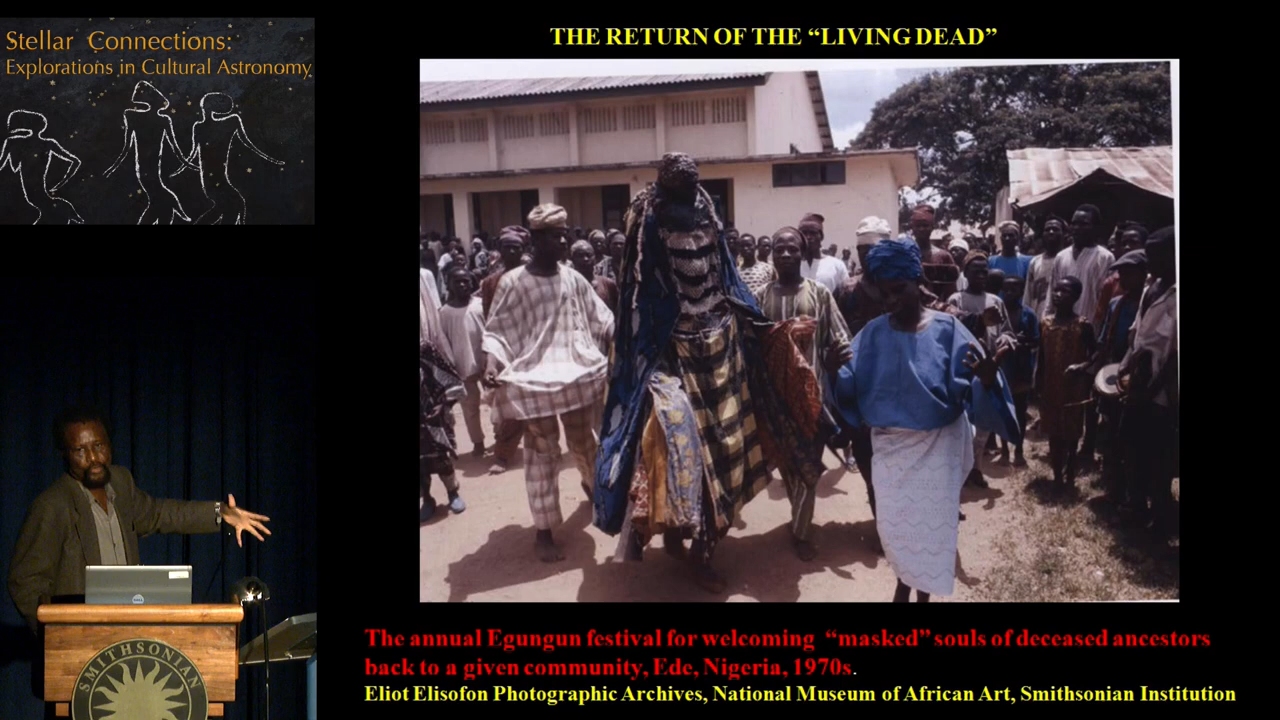 Stellar Connections:
Explorations in Cultural Astronomy
THE RETURN OF THE “LIVING DEAD”
The annual Egungun festival for welcoming “masked” souls of deceased ancestors
back to a given community, Ede, Nigeria, 1970s.
Eliot Elisofon Photographic Archives, National Museum of African Art, Smithsonian Institution
SMITHSONIAN